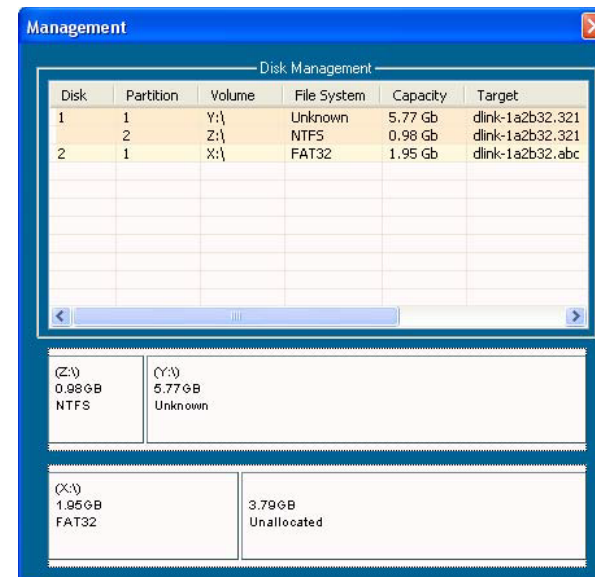 Management
Disk Management
Disk Partition Volume File System Capacity Target
1 1 Y:\ Unknown 5.77 Gb dlink-1a2b32.321
2 Z:\ NTFS 0.98 Gb dlink-1a2b32.321
2 1 X:\ FAT32 1.95 Gb dlink-1a2b32.abc
(Z:\)
0.98GB
NTFS
(Y:\)
5.77GB
Unknown
(X:\)
1.95GB
FAT32
3.79GB
Unallocated